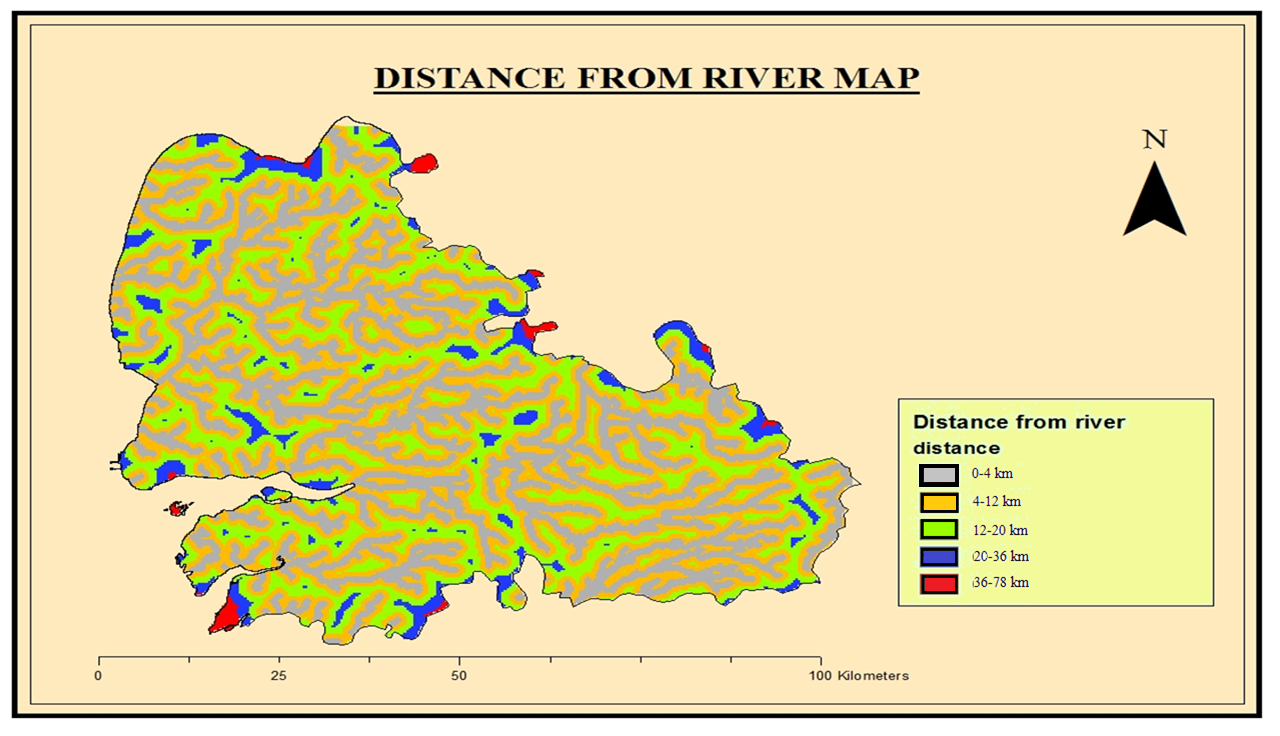 DISTANCE FROM RIVER MAP
N
Distance from river
distance
0-4 km
4-12 km
12-20 km
20-36 km
36-78 km
0 25 50 100 Kilometers